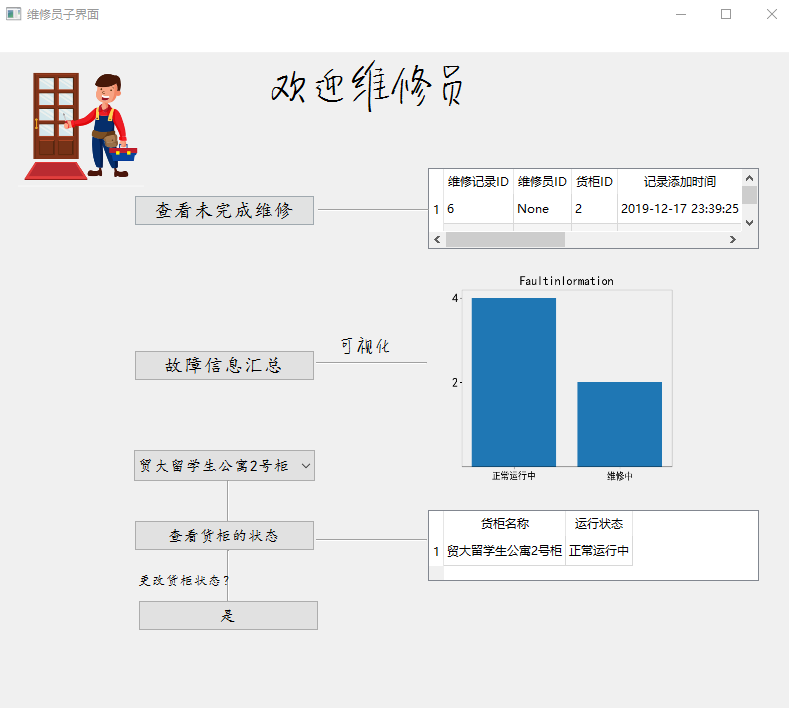 维修员子界面
欢迎维修员
维修记录ID 维修员ID 货柜ID 记录添加时间
查看未完成维修
1 6 None 2 2019-12-17 23:39:25
FaultinIormation
4
可视化
故障信息汇总
2
贸大留学生公寓2号柜
正常运行中 维修中
查看货柜的状态
货柜名称 运行状态
1 贸大留学生公寓2号柜 正常运行中
更改货柜状态?
是